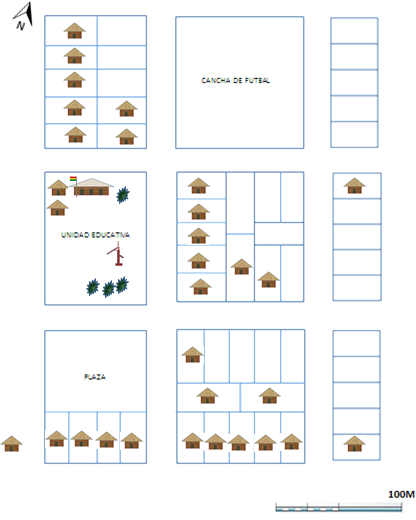 N
CANCHA DE FUTBAL
UNIDAD EDUCATIVA
PLAZA
100M